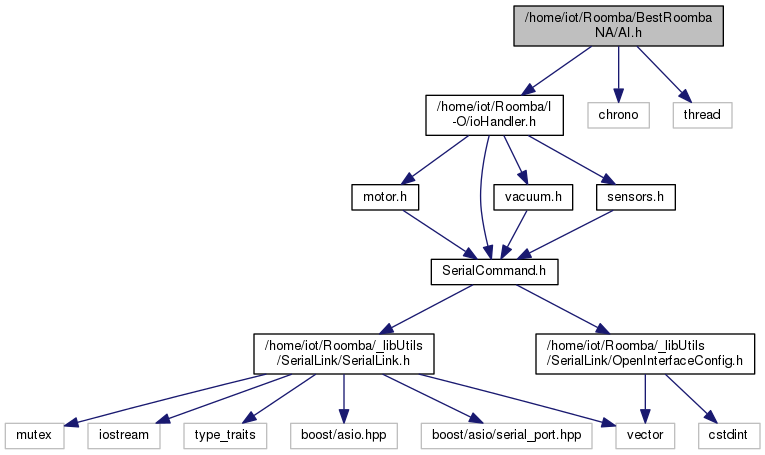 /home/iot/Roomba/BestRoomba
NA/AI.h
/home/iot/Roomba/I
-O/ioHandler.h
chrono
thread
motor.h
vacuum.h
sensors.h
SerialCommand.h
/home/iot/Roomba/_libUtils
/SerialLink/SerialLink.h
/home/iot/Roomba/_libUtils
/SerialLink/OpenInterfaceConfig.h
mutex
iostream
type_traits
boost/asio.hpp
boost/asio/serial_port.hpp
vector
cstdint